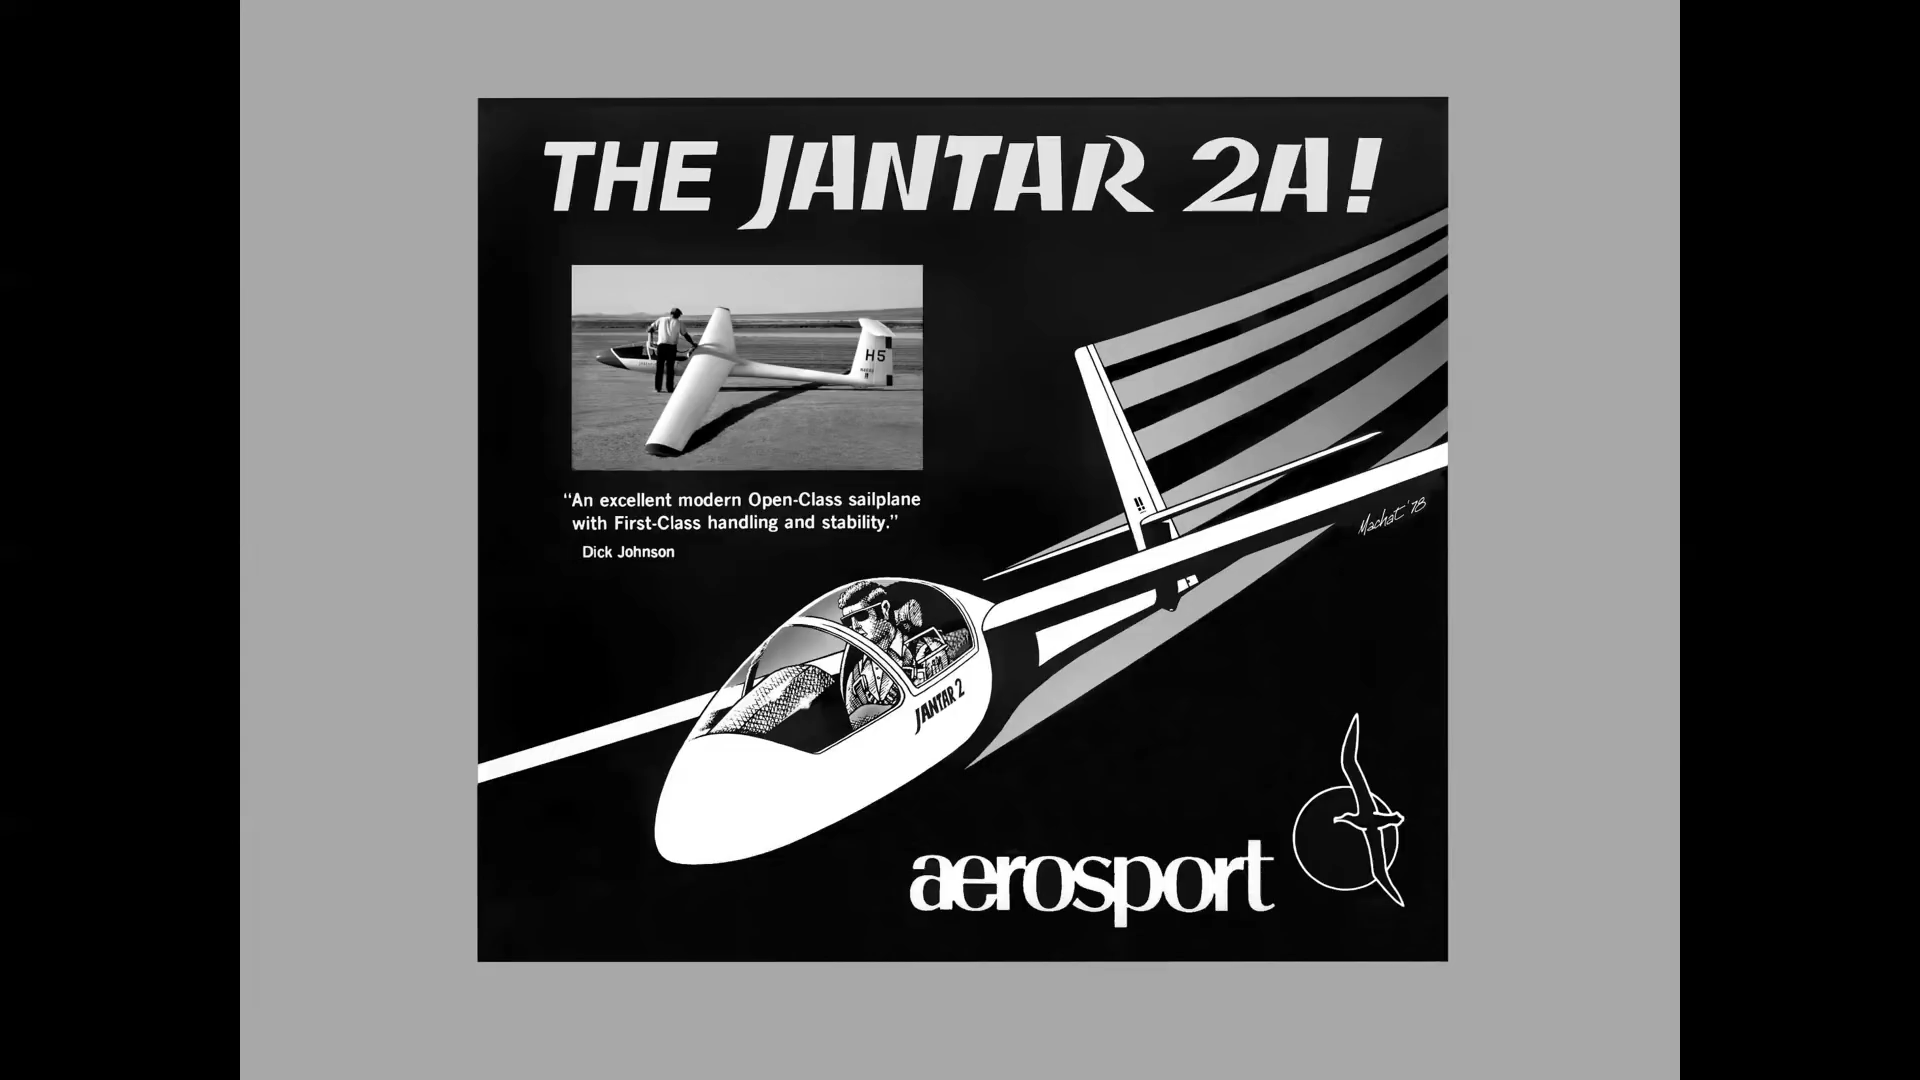 THE JANTAR 2A!
H5
"An excellent modern Open-Class sailplane
with First-Class handling and stability."
Dick Johnson
Machat '78
JANTAR 2
aerosport